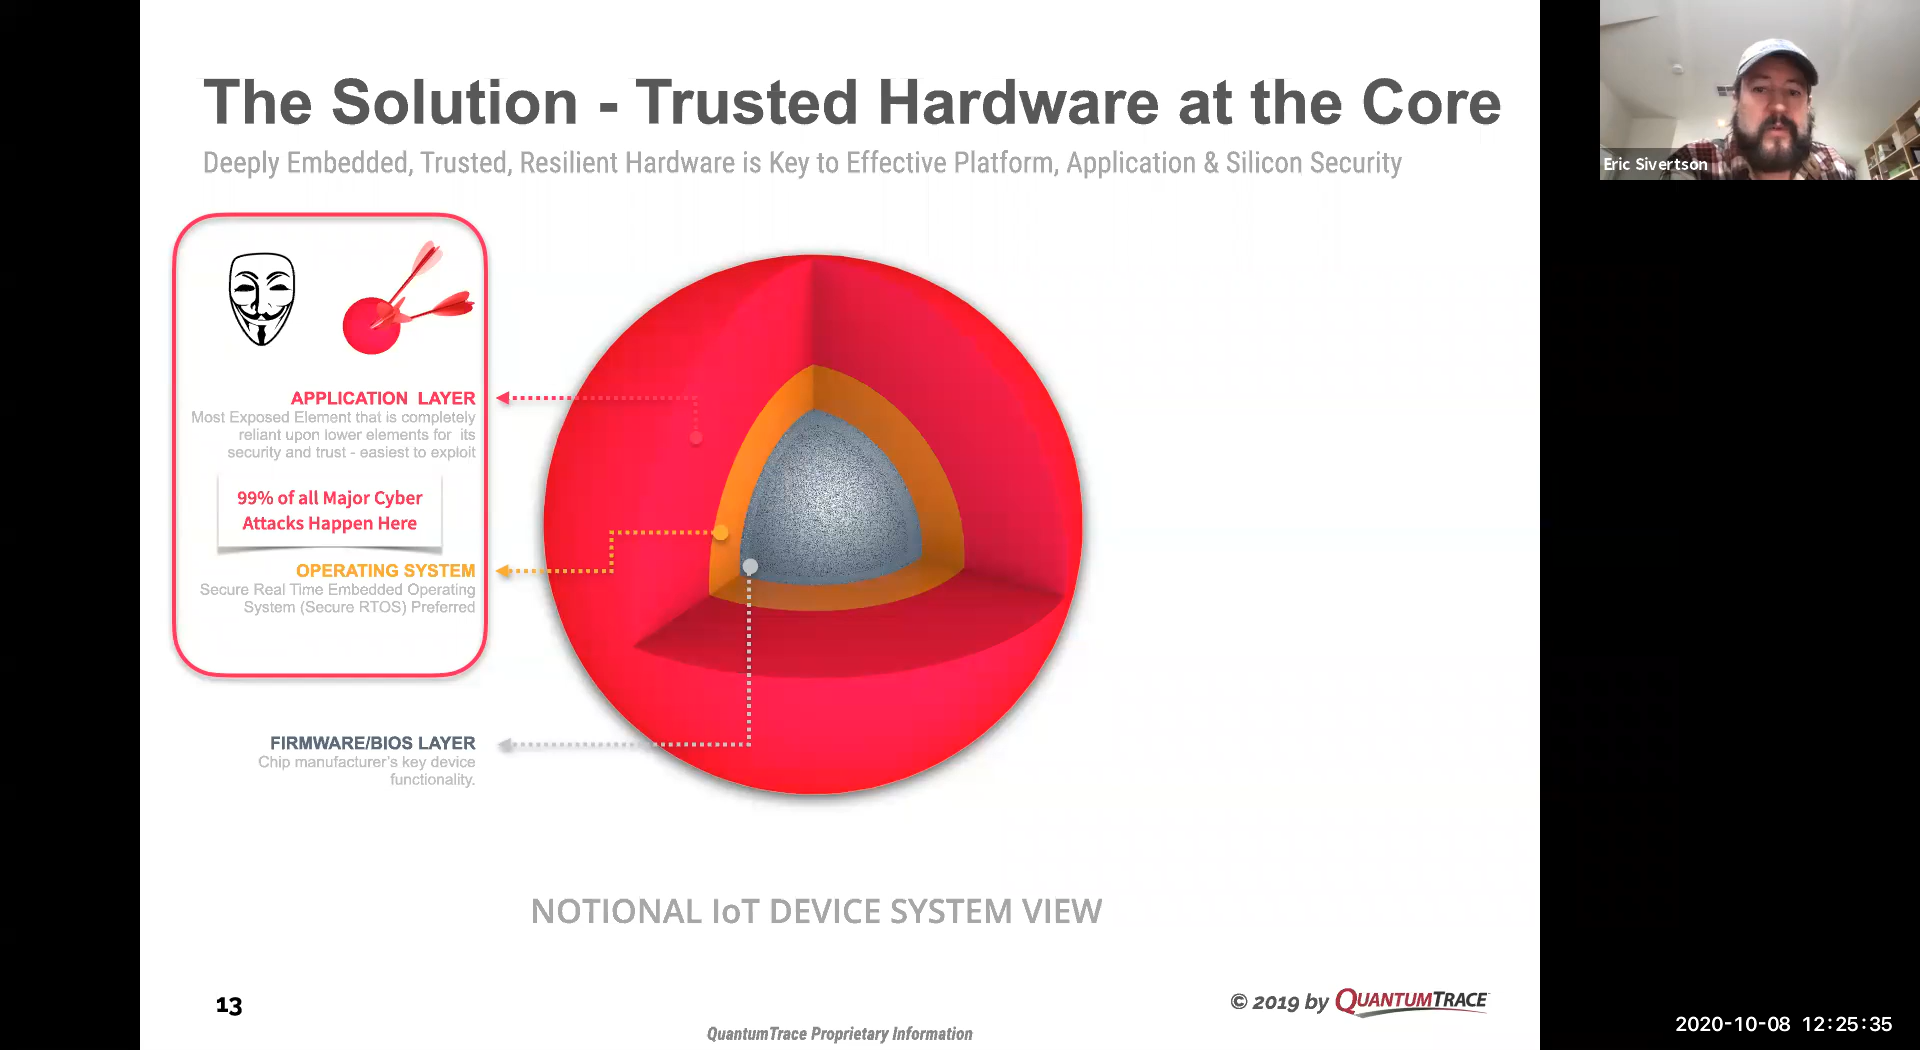 The Solution - Trusted Hardware at the Core
Deeply Embedded, Trusted, Resilient Hardware is Key to Effective Platform, Application & Silicon Security
Eric Sivertson
APPLICATION LAYER
Most Exposed Element that is completely
reliant upon lower elements for its
security and trust - easiest to exploit
99% of all Major Cyber
Attacks Happen Here
OPERATING SYSTEM
Secure Real Time Embedded Operating
System (Secure RTOS) Preferred
FIRMWARE/BIOS LAYER
Chip manufacturer's key device
functionality.
NOTIONAL IoT DEVICE SYSTEM VIEW
13
© 2019 by QUANTUMTRACE
QuantumTrace Proprietary Information
2020-10-08 12:25:35